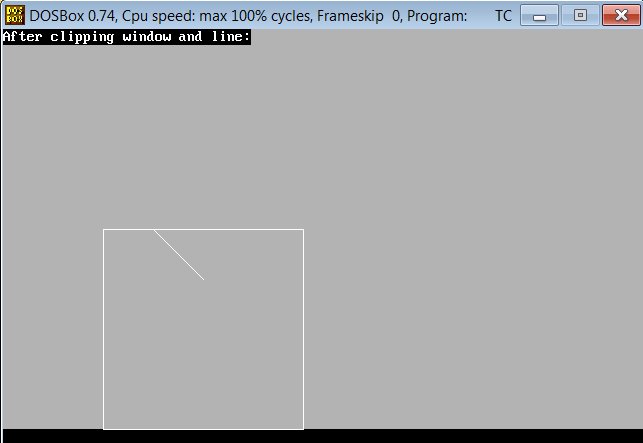 DOSBox 0.74, Cpu speed: max 100% cycles, Frameskip 0, Program: TC
After clipping window and line: